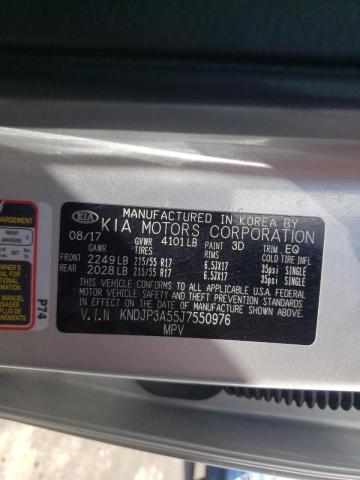 MANUFACTURED IN KOREA BY
KIA KIA MOTORS CORPORATION
08/17 GVWR 4101LB PAINT 3D TRIM EQ
GAWR TIRES RIMS COLD TIRE INFL
FRONT 2249LB 215/55 R17 6.5JX17 35psi SINGLE
REAR 2028LB 215/55 R17 6.5JX17 35psi SINGLE
THIS VEHICLE CONFORMS TO ALL APPLICABLE
U.S.A. FEDERAL MOTOR VEHICLE SAFETY
STANDARDS IN EFFECT ON THE DATE OF
MANUFACTURE SHOWN ABOVE.
V.I.N KNDJP3A55J7550976
MPV
P74
REAR
ARRIERE
OWNER'S